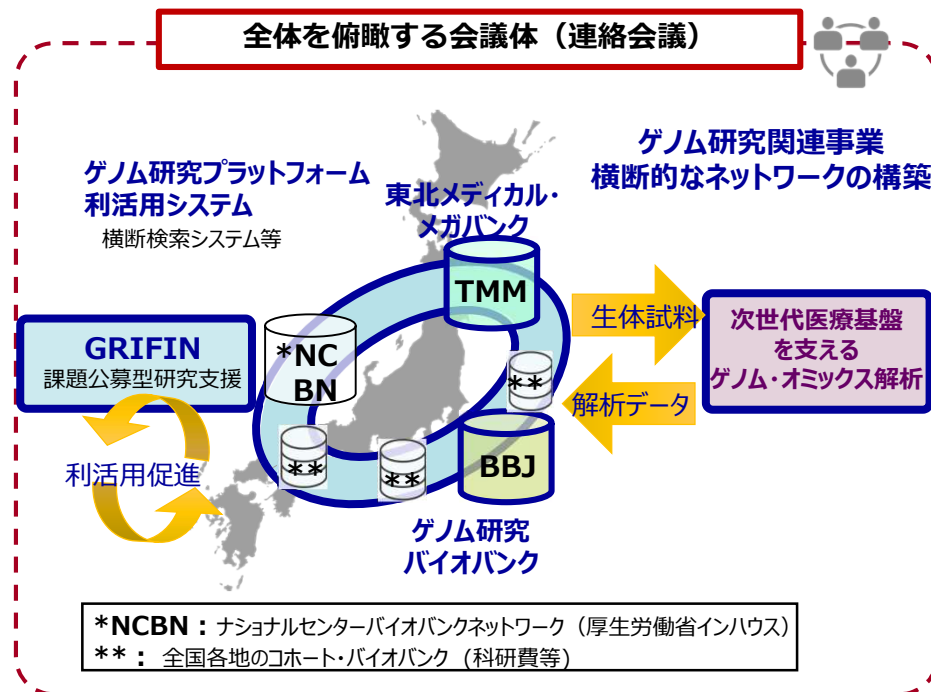 全体を俯瞰する会議体（連絡会議）
ゲノム研究プラットフォーム
利活用システム
横断検索システム等
東北メディカル・
メガバンク
ゲノム研究関連事業
横断的なネットワークの構築
TMM
*NC
BN
GRIFIN
課題公募型研究支援
生体試料
次世代医療基盤
を支える
ゲノム・オミックス解析
**
解析データ
利活用促進
**
**
BBJ
ゲノム研究
バイオバンク
*NCBN：ナショナルセンターバイオバンクネットワーク（厚生労働省インハウス）
**： 全国各地のコホート・バイオバンク (科研費等)